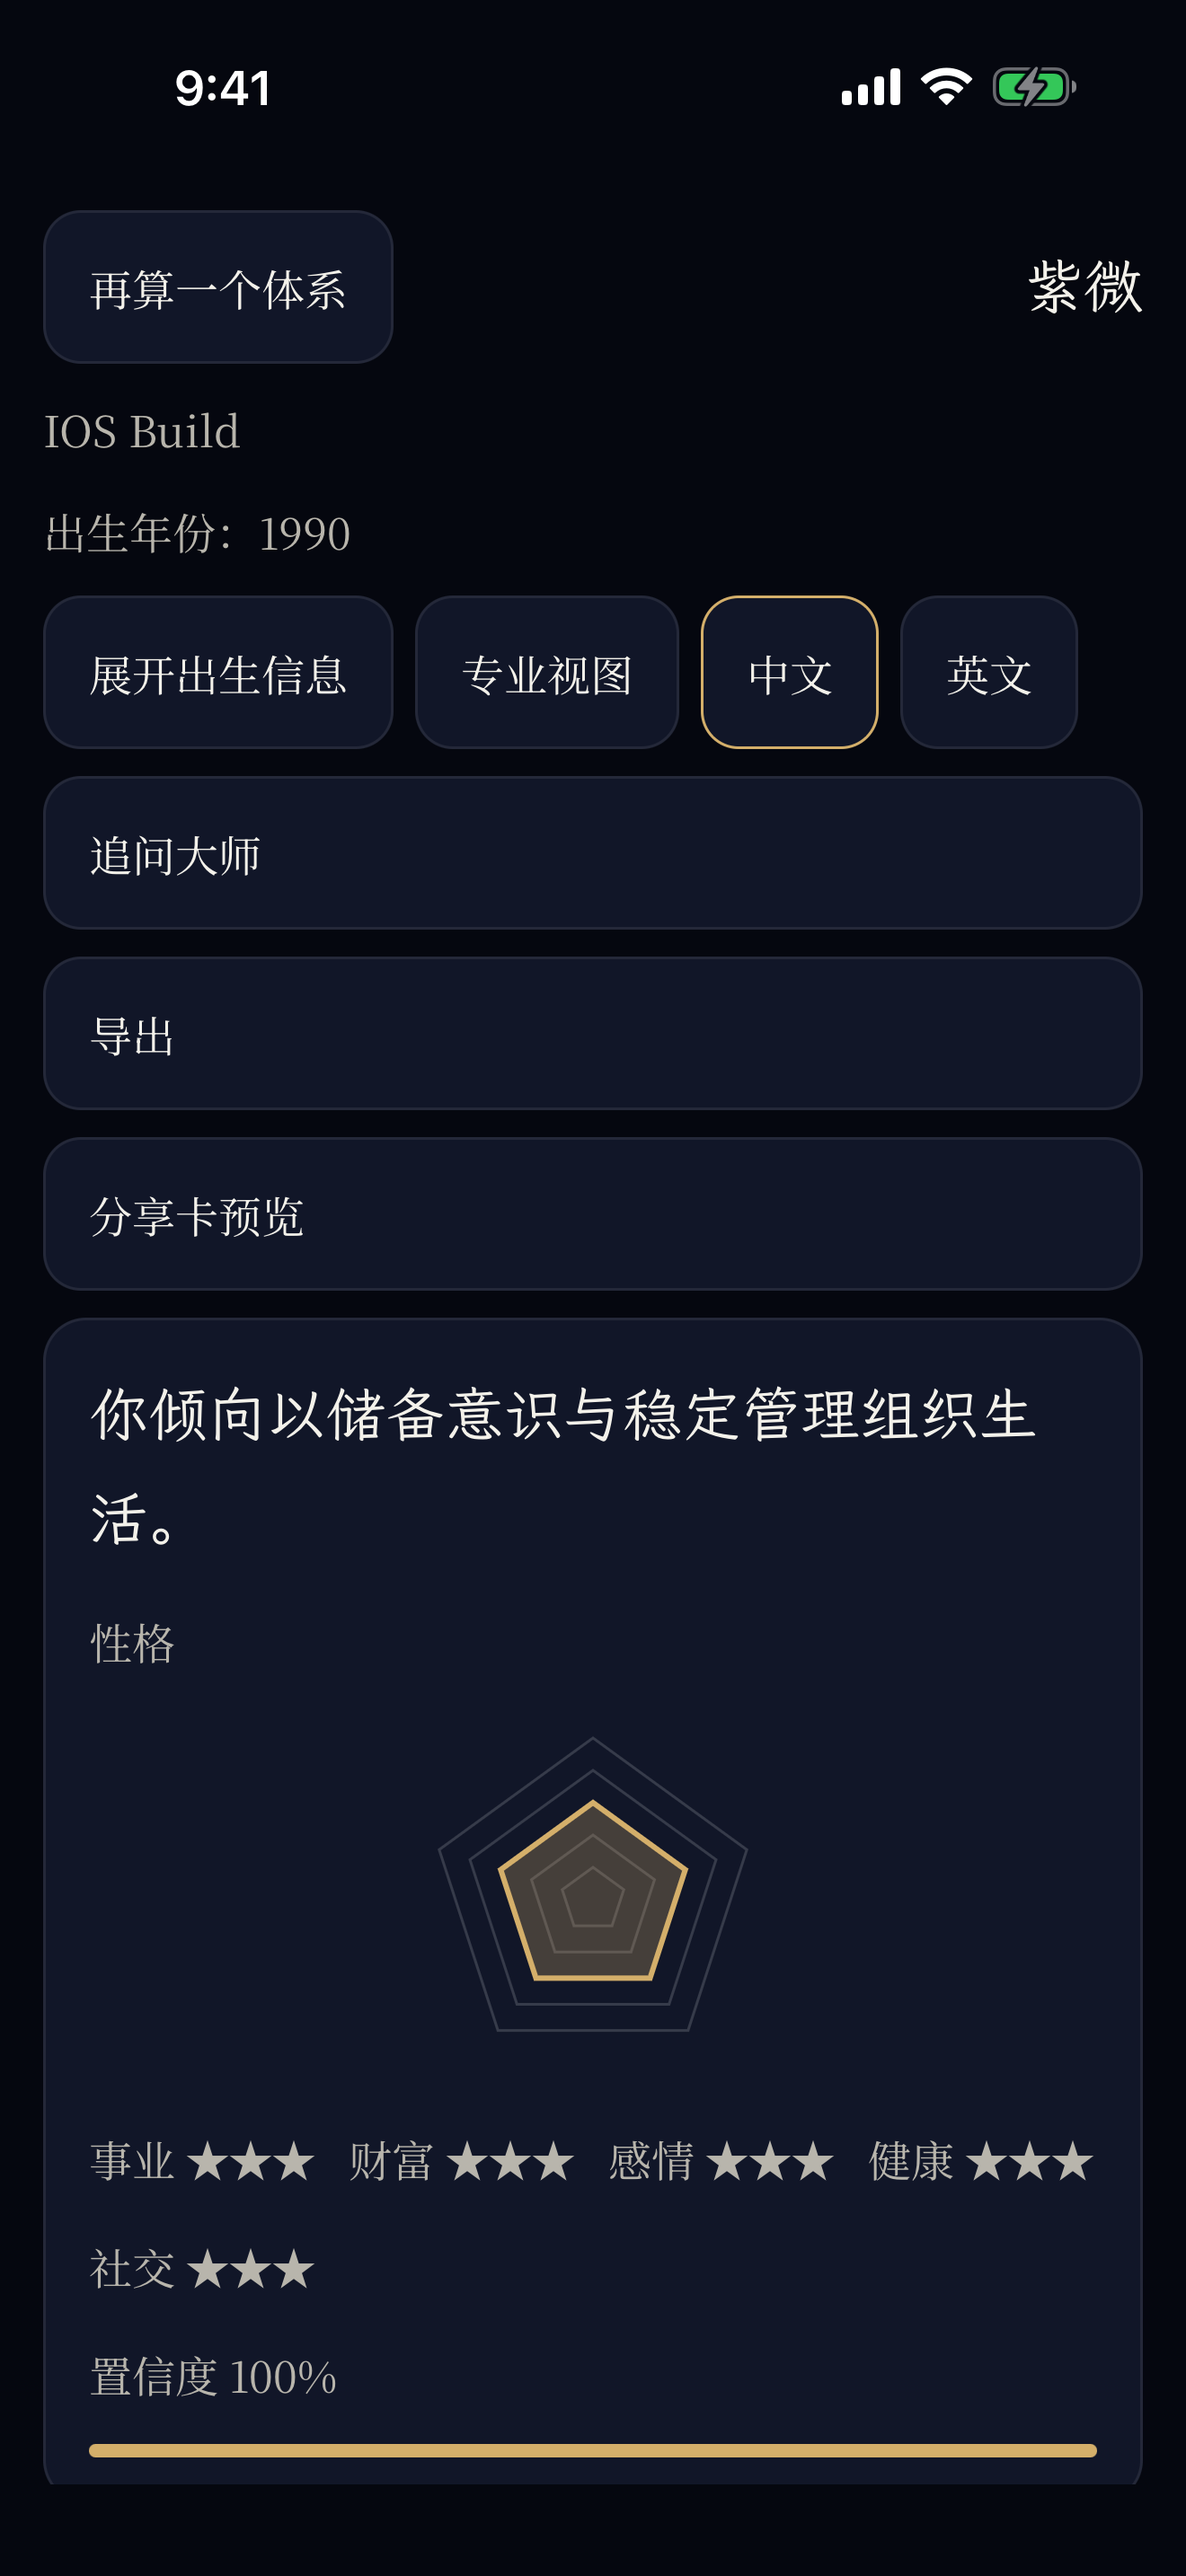 9:41
再算一个体系
紫微
IOS Build
出生年份：1990
展开出生信息 专业视图 中文 英文
追问大师
导出
分享卡预览
你倾向以储备意识与稳定管理组织生
活。
性格
事业 ★★★ 财富 ★★★ 感情 ★★★ 健康 ★★★
社交 ★★★
置信度 100%